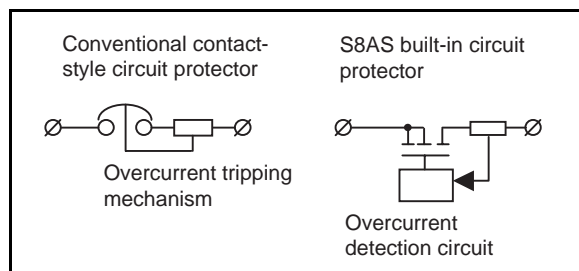 Conventional contact-
style circuit protector
Overcurrent tripping
mechanism
S8AS built-in circuit
protector
Overcurrent
detection circuit